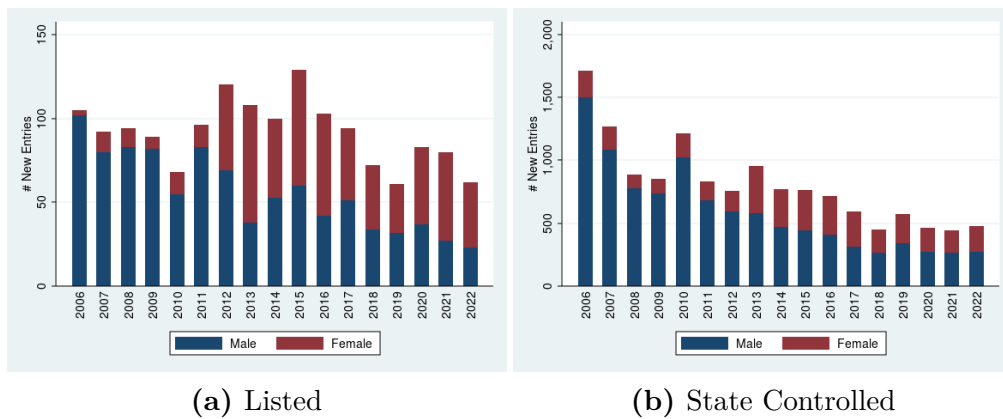 # New Entries
150
100
50
0
2006 2007 2008 2009 2010 2011 2012 2013 2014 2015 2016 2017 2018 2019 2020 2021 2022
Male Female
(a) Listed
# New Entries
2,000
1,500
1,000
500
0
2006 2007 2008 2009 2010 2011 2012 2013 2014 2015 2016 2017 2018 2019 2020 2021 2022
Male Female
(b) State Controlled